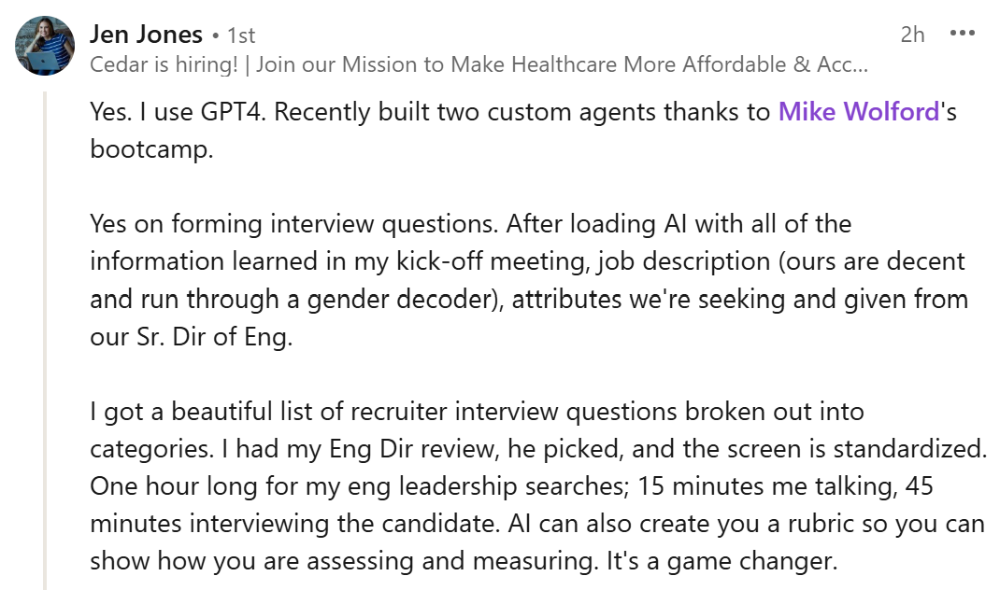 Jen Jones • 1st
2h •••
Cedar is hiring! | Join our Mission to Make Healthcare More Affordable & Acc...
Yes. I use GPT4. Recently built two custom agents thanks to Mike Wolford's
bootcamp.
Yes on forming interview questions. After loading AI with all of the
information learned in my kick-off meeting, job description (ours are decent
and run through a gender decoder), attributes we're seeking and given from
our Sr. Dir of Eng.
I got a beautiful list of recruiter interview questions broken out into
categories. I had my Eng Dir review, he picked, and the screen is standardized.
One hour long for my eng leadership searches; 15 minutes me talking, 45
minutes interviewing the candidate. AI can also create you a rubric so you can
show how you are assessing and measuring. It's a game changer.